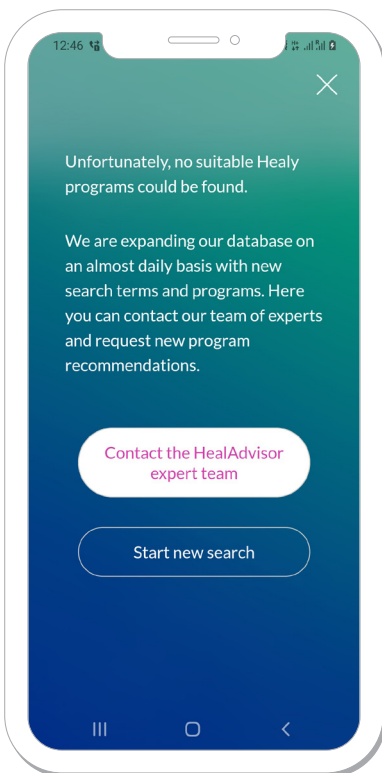 12:46
Unfortunately, no suitable Healy
programs could be found.
We are expanding our database on
an almost daily basis with new
search terms and programs. Here
you can contact our team of experts
and request new program
recommendations.
Contact the HealAdvisor
expert team
Start new search